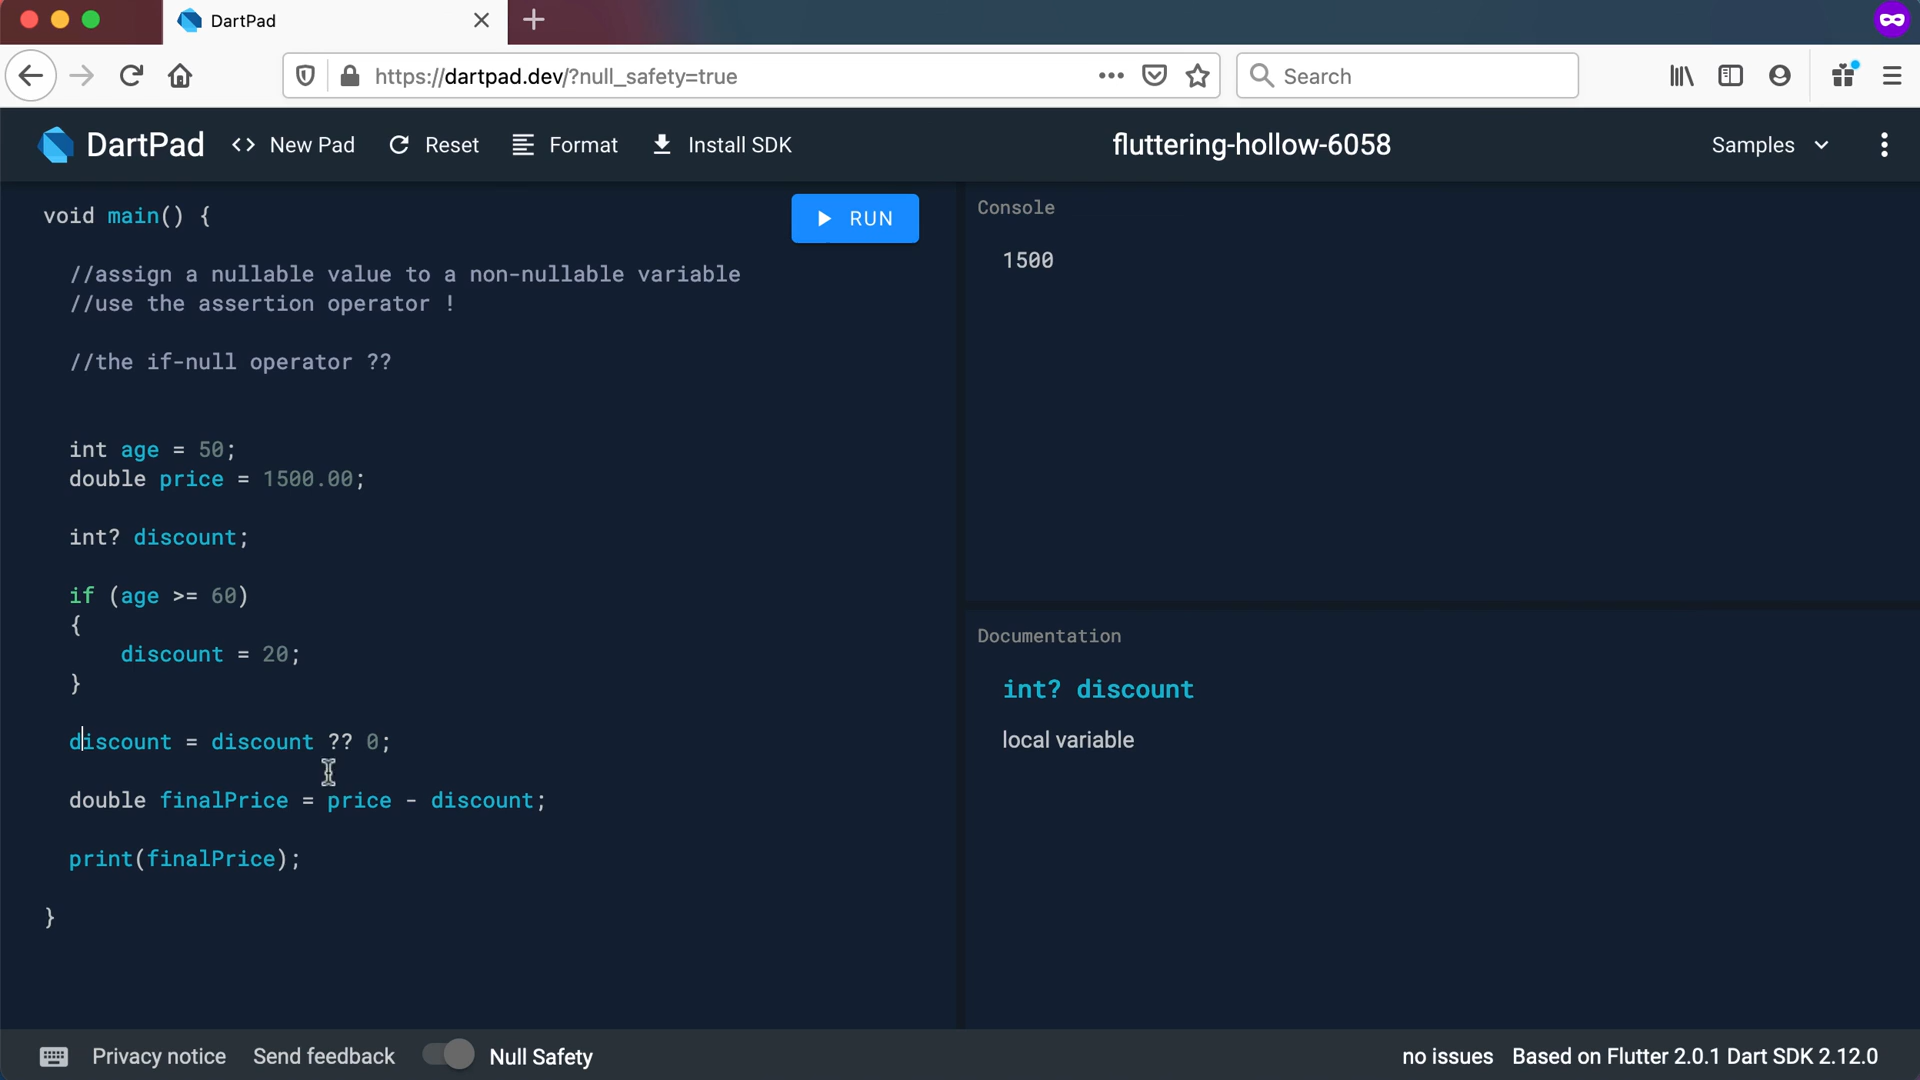 DartPad
https://dartpad.dev/?null_safety=true
Search
DartPad
<> New Pad
Reset
Format
Install SDK
fluttering-hollow-6058
Samples
void main() {
//assign a nullable value to a non-nullable variable
//use the assertion operator !
//the if-null operator ??
int age = 50;
double price = 1500.00;
int? discount;
if (age >= 60)
{
discount = 20;
}
discount = discount ?? 0;
double finalPrice = price - discount;
print(finalPrice);
}
RUN
Console
1500
Documentation
int? discount
local variable
Privacy notice
Send feedback
Null Safety
no issues
Based on Flutter 2.0.1 Dart SDK 2.12.0